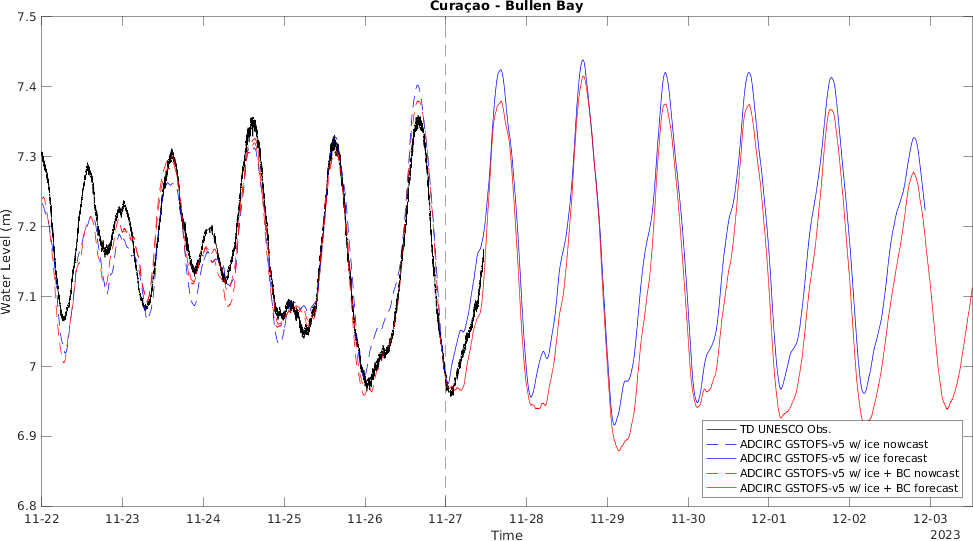 Curaçao - Bullen Bay
7.5
7.4
7.3
7.2
7.1
7
6.9
6.8
Water Level (m)
TD UNESCO Obs.
ADCIRC GSTOFS-v5 w/ ice nowcast
ADCIRC GSTOFS-v5 w/ ice forecast
ADCIRC GSTOFS-v5 w/ ice + BC nowcast
ADCIRC GSTOFS-v5 w/ ice + BC forecast
11-22 11-23 11-24 11-25 11-26 11-27 11-28 11-29 11-30 12-01 12-02 12-03
Time 2023